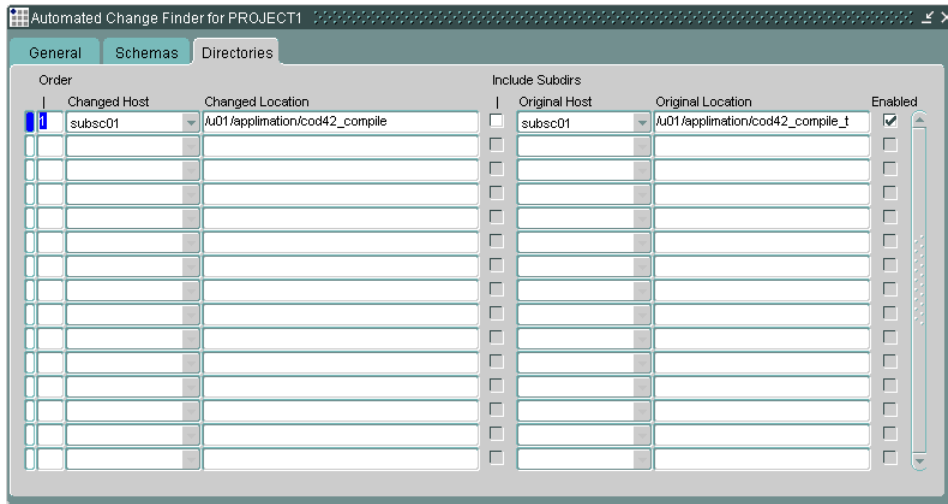 Automated Change Finder for PROJECT1
General Schemas Directories
Order Include Subdirs
Changed Host Changed Location Original Host Original Location Enabled
1 subsc01 /u01/applimation/cod42_compile subsc01 /u01/applimation/cod42_compile_t